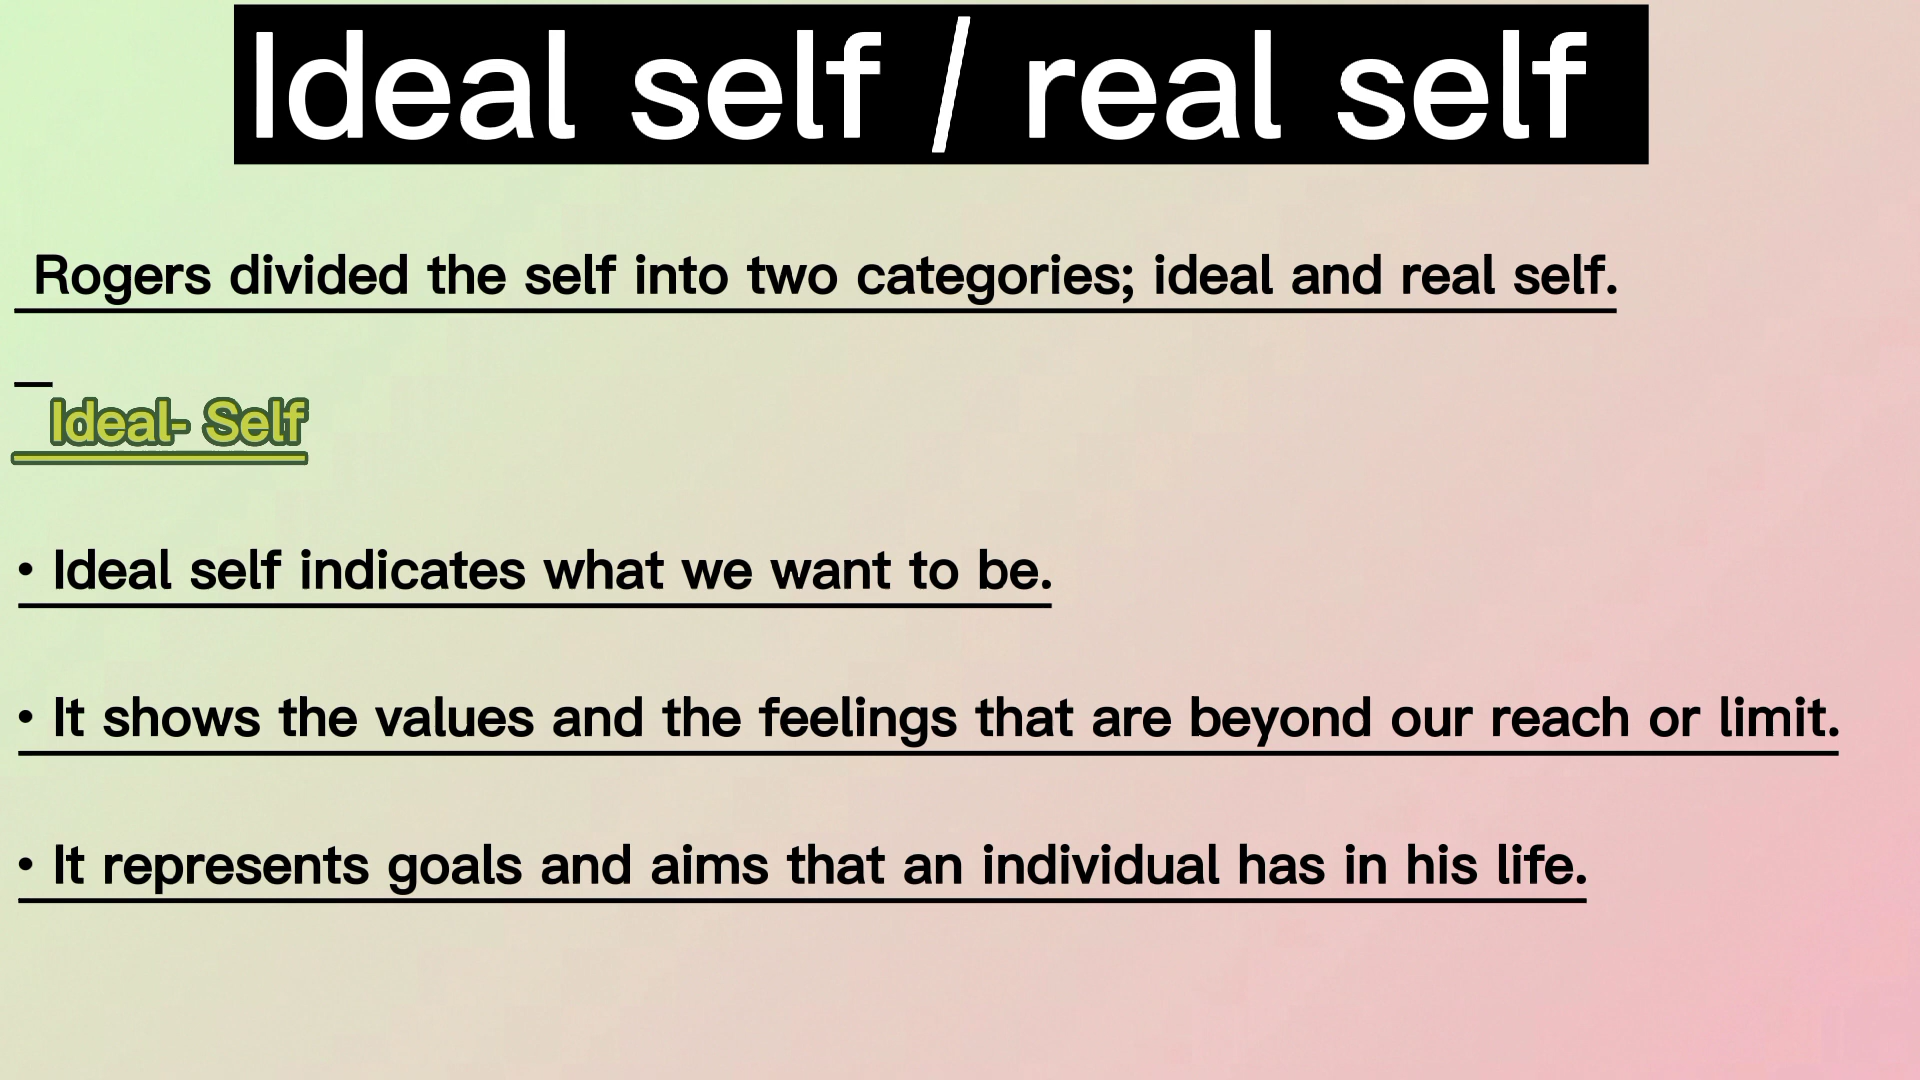 Ideal self / real self
Rogers divided the self into two categories; ideal and real self.
Ideal- Self
• Ideal self indicates what we want to be.
• It shows the values and the feelings that are beyond our reach or limit.
• It represents goals and aims that an individual has in his life.